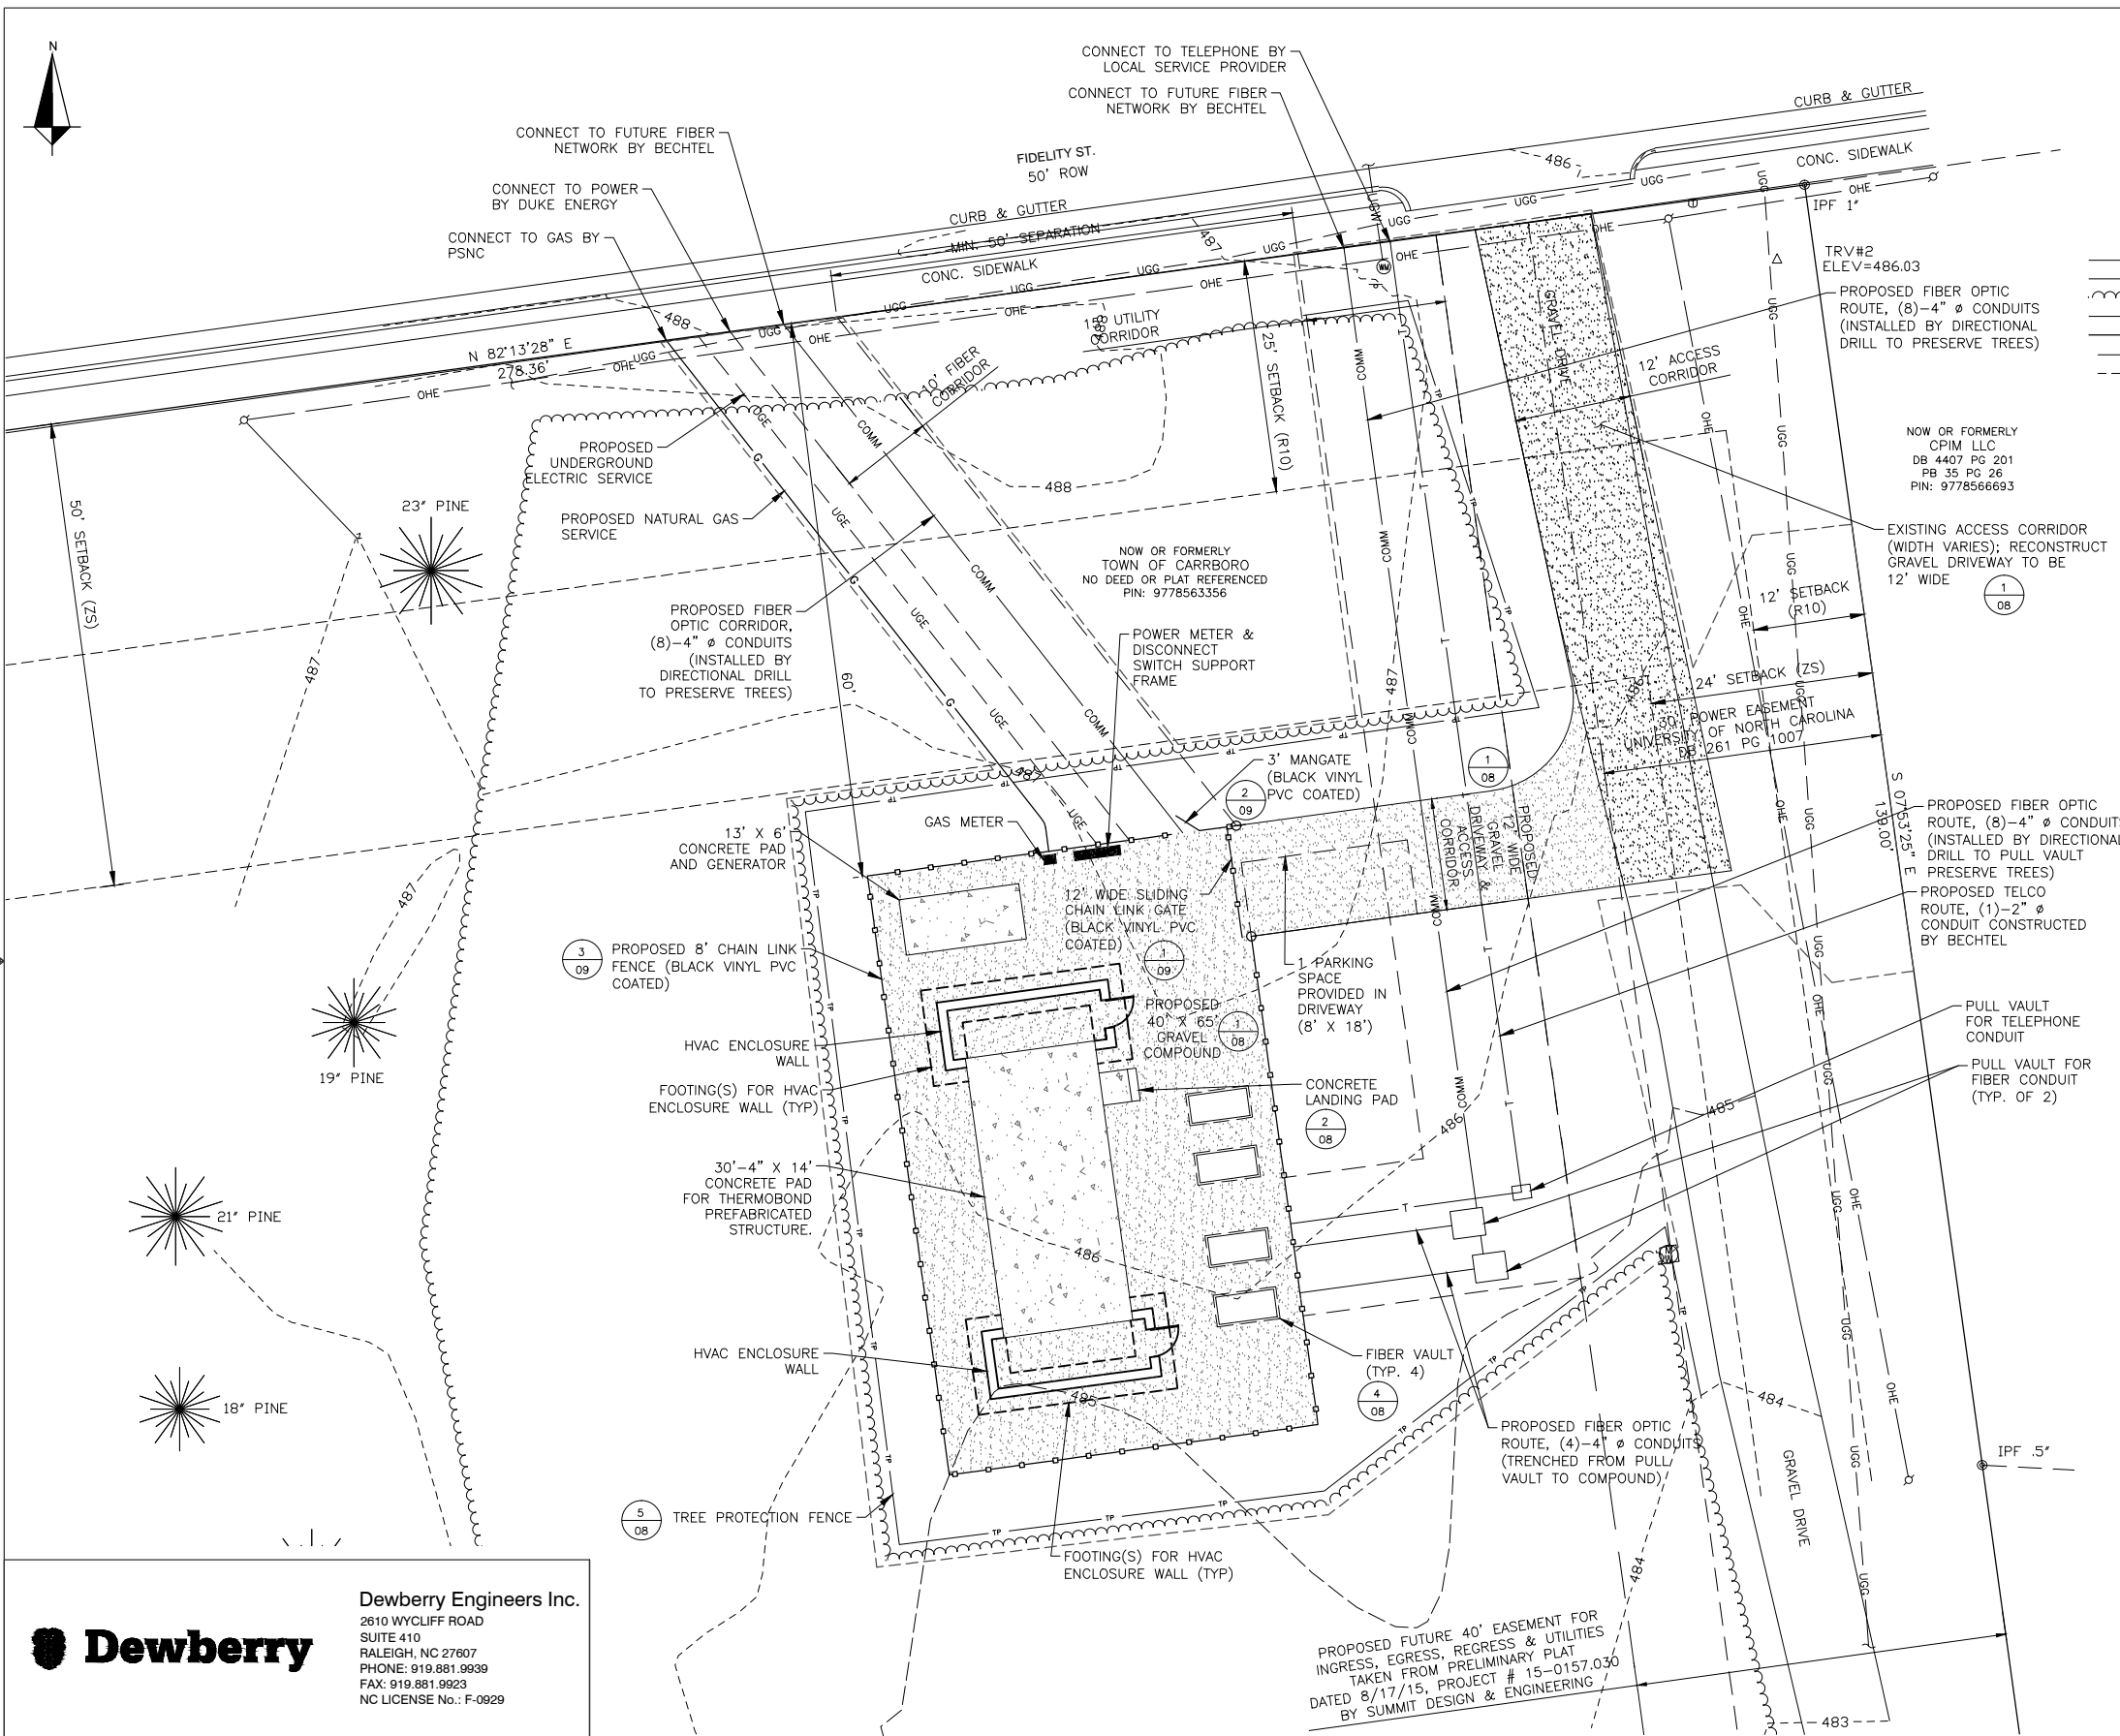 N
CONNECT TO TELEPHONE BY
LOCAL SERVICE PROVIDER
CONNECT TO FUTURE FIBER
NETWORK BY BECHTEL
CONNECT TO FUTURE FIBER
NETWORK BY BECHTEL
CONNECT TO POWER
BY DUKE ENERGY
CONNECT TO GAS BY
PSNC
FIDELITY ST.
50' ROW
CURB & GUTTER
CURB & GUTTER
CONC. SIDEWALK
CONC. SIDEWALK
MIN. 50' SEPARATION
N 82°13'28" E
278.36'
IPF 1"
TRV#2
ELEV=486.03
PROPOSED FIBER OPTIC
ROUTE, (8)-4" ø CONDUITS
(INSTALLED BY DIRECTIONAL
DRILL TO PRESERVE TREES)
UTILITY
CORRIDOR
10' FIBER
CORRIDOR
25' SETBACK (R10)
GRAVEL DRIVE
12' ACCESS
CORRIDOR
NOW OR FORMERLY
CPIM LLC
DB 4407 PG 201
PB 35 PG 26
PIN: 9778566693
EXISTING ACCESS CORRIDOR
(WIDTH VARIES); RECONSTRUCT
GRAVEL DRIVEWAY TO BE
12' WIDE
1
08
12' SETBACK
(R10)
24' SETBACK (ZS)
30' POWER EASEMENT
UNIVERSITY OF NORTH CAROLINA
DB 261 PG 1007
S 07°53'25" E
139.00'
50' SETBACK (ZS)
23" PINE
PROPOSED
UNDERGROUND
ELECTRIC SERVICE
PROPOSED NATURAL GAS
SERVICE
PROPOSED FIBER
OPTIC CORRIDOR,
(8)-4" ø CONDUITS
(INSTALLED BY
DIRECTIONAL DRILL
TO PRESERVE TREES)
NOW OR FORMERLY
TOWN OF CARRBORO
NO DEED OR PLAT REFERENCED
PIN: 9778563356
POWER METER &
DISCONNECT
SWITCH SUPPORT
FRAME
60'
3' MANGATE
(BLACK VINYL
PVC COATED)
2
09
1
08
GAS METER
13' X 6'
CONCRETE PAD
AND GENERATOR
12' WIDE SLIDING
CHAIN LINK GATE
(BLACK VINYL PVC
COATED)
1
09
PROPOSED
12' WIDE
GRAVEL
DRIVEWAY &
ACCESS
CORRIDOR
3
09
PROPOSED 8' CHAIN LINK
FENCE (BLACK VINYL PVC
COATED)
1 PARKING
SPACE
PROVIDED IN
DRIVEWAY
(8' X 18')
PROPOSED
40' X 65'
GRAVEL
COMPOUND
1
08
PROPOSED FIBER OPTIC
ROUTE, (8)-4" ø CONDUITS
(INSTALLED BY DIRECTIONAL
DRILL TO PULL VAULT
PRESERVE TREES)
PROPOSED TELCO
ROUTE, (1)-2" ø
CONDUIT CONSTRUCTED
BY BECHTEL
PULL VAULT
FOR TELEPHONE
CONDUIT
PULL VAULT FOR
FIBER CONDUIT
(TYP. OF 2)
19" PINE
HVAC ENCLOSURE
WALL
FOOTING(S) FOR HVAC
ENCLOSURE WALL (TYP)
CONCRETE
LANDING PAD
2
08
30'-4" X 14'
CONCRETE PAD
FOR THERMOBOND
PREFABRICATED
STRUCTURE.
21" PINE
18" PINE
HVAC ENCLOSURE
WALL
FIBER VAULT
(TYP. 4)
4
08
PROPOSED FIBER OPTIC
ROUTE, (4)-4" ø CONDUITS
(TRENCHED FROM PULL
VAULT TO COMPOUND)
GRAVEL DRIVE
IPF .5"
5
08
TREE PROTECTION FENCE
FOOTING(S) FOR HVAC
ENCLOSURE WALL (TYP)
PROPOSED FUTURE 40' EASEMENT FOR
INGRESS, EGRESS, REGRESS & UTILITIES
TAKEN FROM PRELIMINARY PLAT
DATED 8/17/15, PROJECT # 15-0157.030
BY SUMMIT DESIGN & ENGINEERING
486
487
488
488
487
487
487
486
486
485
485
484
484
483
Dewberry
Dewberry Engineers Inc.
2610 WYCLIFF ROAD
SUITE 410
RALEIGH, NC 27607
PHONE: 919.881.9939
FAX: 919.881.9923
NC LICENSE No.: F-0929